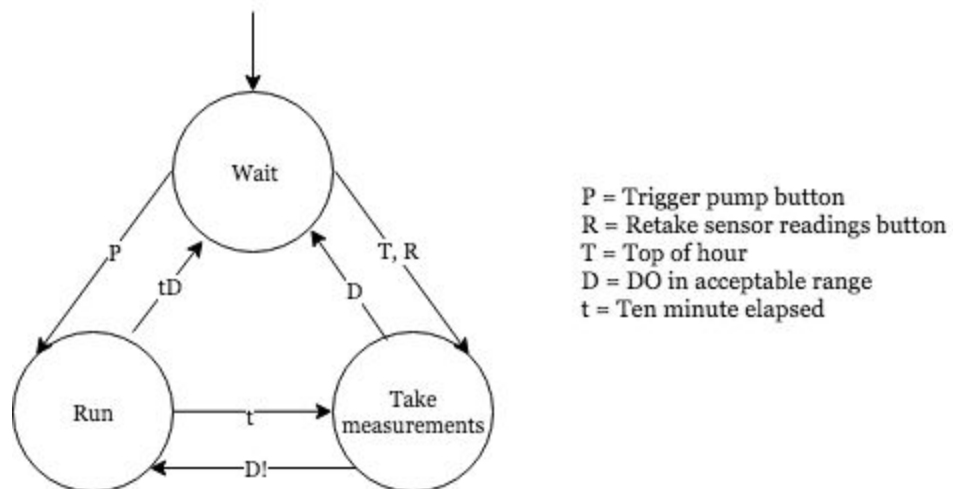 Wait
P
T, R
tD
D
Run
t
Take
measurements
D!
P = Trigger pump button
R = Retake sensor readings button
T = Top of hour
D = DO in acceptable range
t = Ten minute elapsed